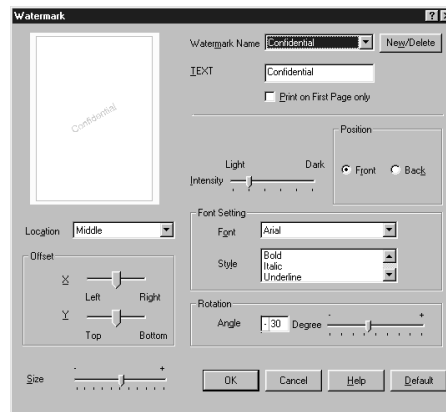 Watermark
Confidential
Watermark Name Confidential New/Delete
TEXT Confidential
Print on First Page only
Position
Front Back
Light Dark
Intensity
Location Middle
Font Setting
Font Arial
Style Bold
Italic
Underline
Offset
X
Left Right
Y
Top Bottom
Rotation
Angle - 30 Degree - +
Size - +
OK Cancel Help Default